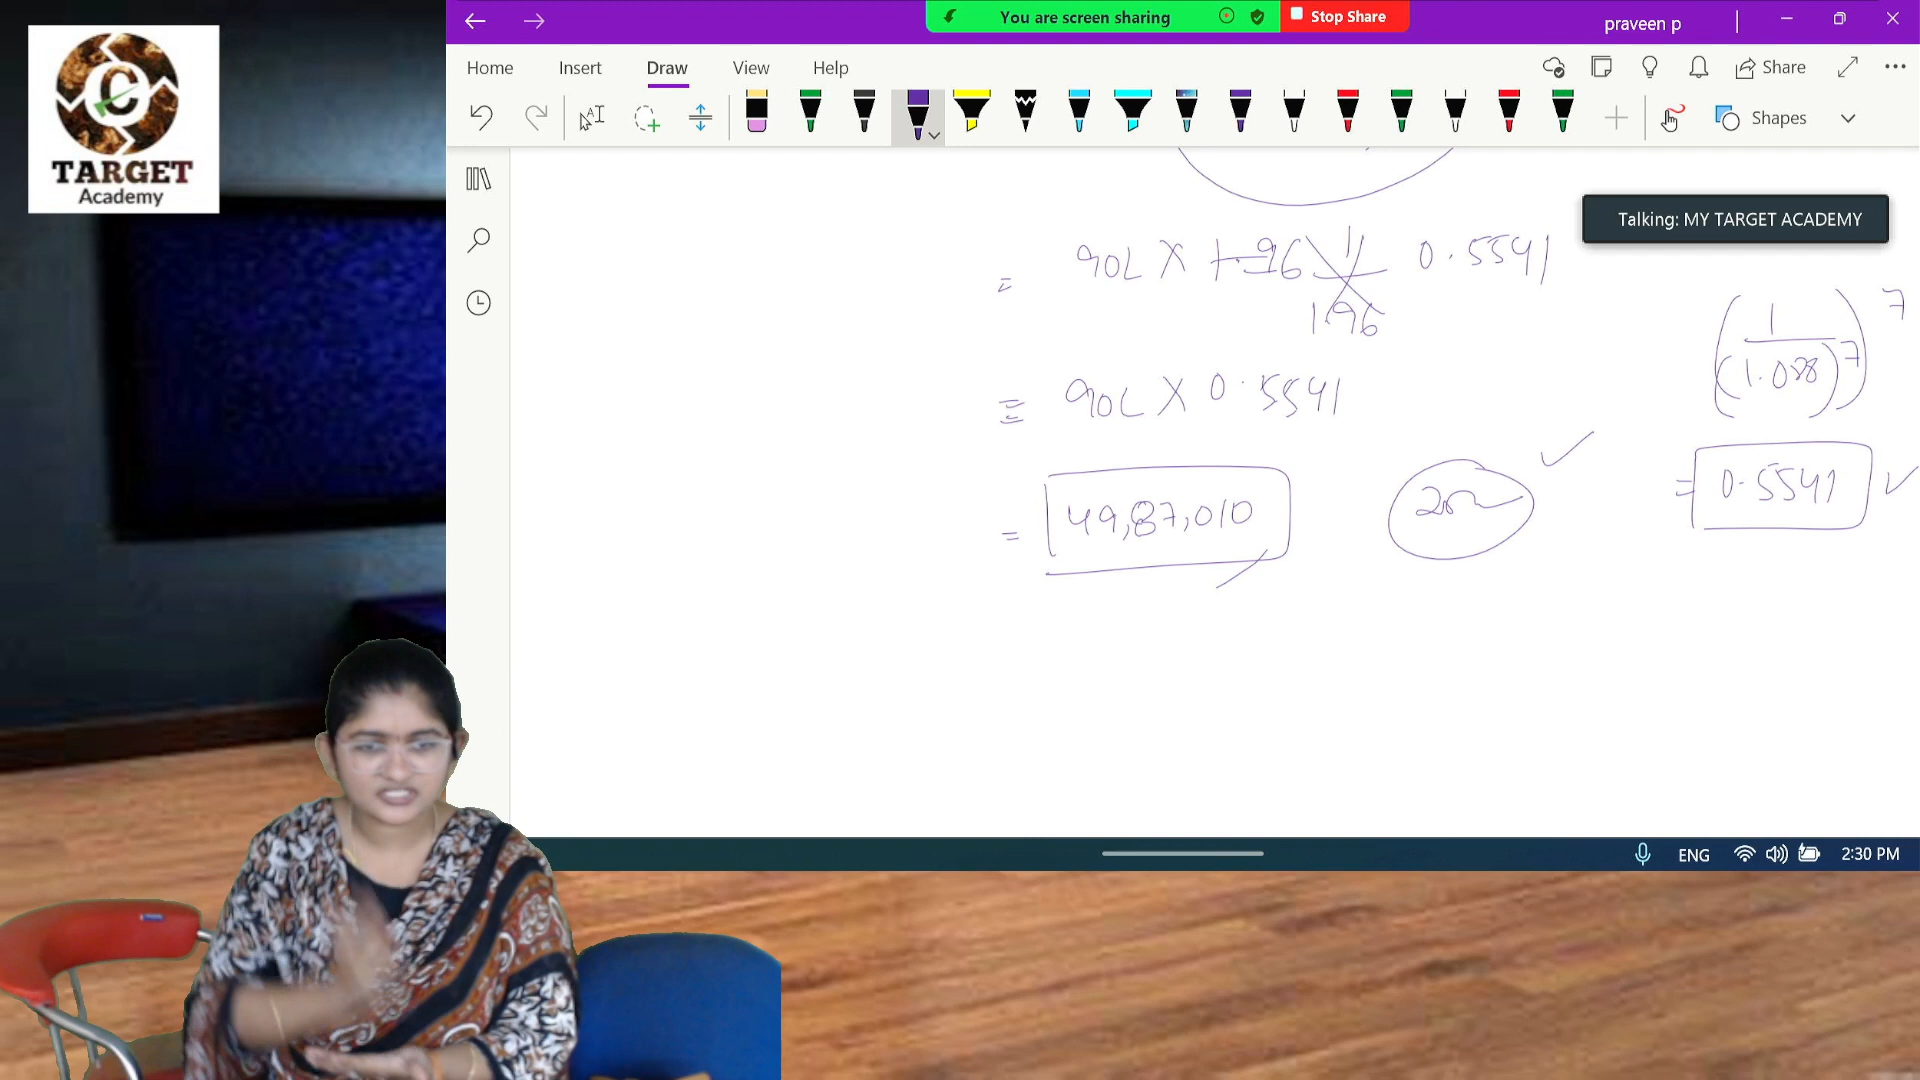 TARGET
Academy
You are screen sharing
Stop Share
praveen p
Home Insert Draw View Help
Share
Shapes
Talking: MY TARGET ACADEMY
= 90L X 1.96 X 1/1.96 0.5541
≡ 90L X 0.5541
= 49,87,010
(1/(1.088)^7)^7
= 0.5541 ✓
ENG
2:30 PM